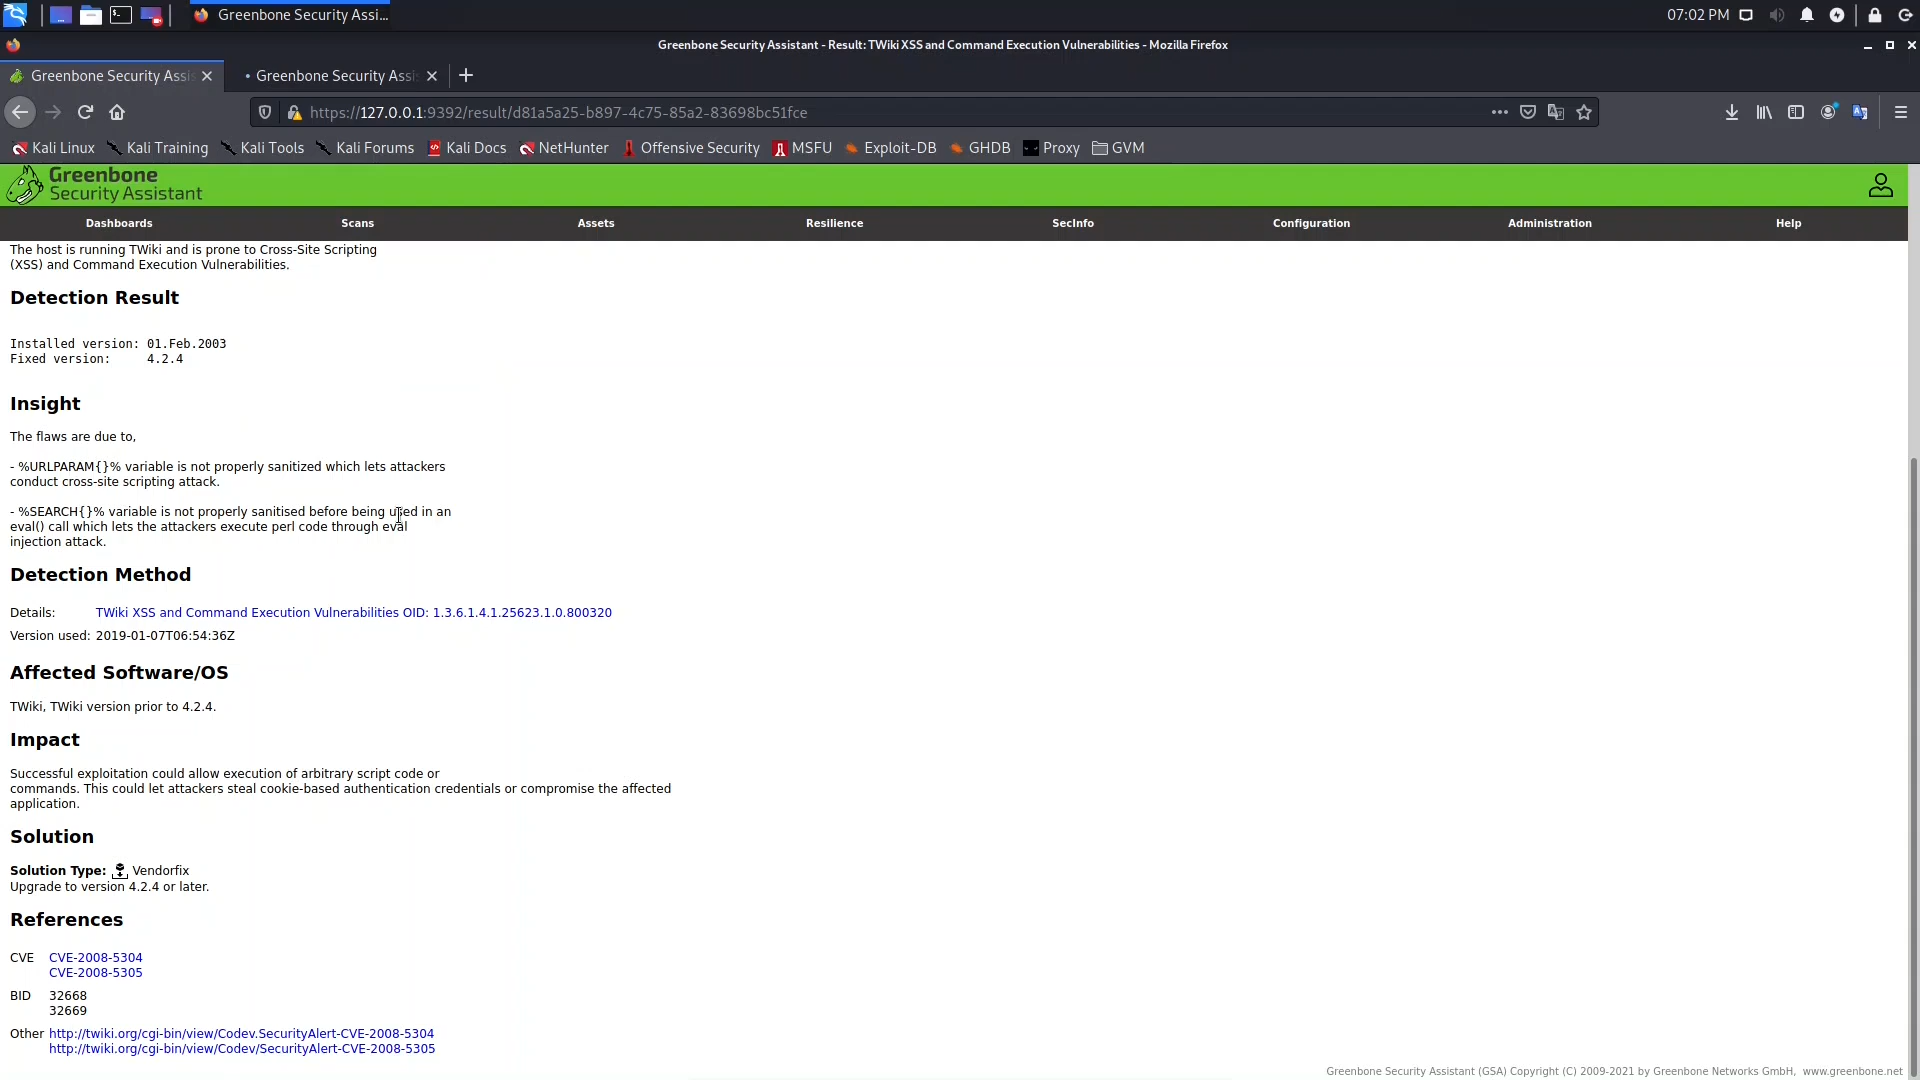 Greenbone Security Assi...
07:02 PM
Greenbone Security Assistant - Result: TWiki XSS and Command Execution Vulnerabilities - Mozilla Firefox
Greenbone Security Assis
• Greenbone Security Assi
https://127.0.0.1:9392/result/d81a5a25-b897-4c75-85a2-83698bc51fce
Kali Linux Kali Training Kali Tools Kali Forums Kali Docs NetHunter Offensive Security MSFU Exploit-DB GHDB Proxy GVM
Greenbone
Security Assistant
Dashboards Scans Assets Resilience SecInfo Configuration Administration Help
The host is running TWiki and is prone to Cross-Site Scripting
(XSS) and Command Execution Vulnerabilities.
Detection Result
Installed version: 01.Feb.2003
Fixed version: 4.2.4
Insight
The flaws are due to,
- %URLPARAM{}% variable is not properly sanitized which lets attackers
conduct cross-site scripting attack.
- %SEARCH{}% variable is not properly sanitised before being used in an
eval() call which lets the attackers execute perl code through eval
injection attack.
Detection Method
Details: TWiki XSS and Command Execution Vulnerabilities OID: 1.3.6.1.4.1.25623.1.0.800320
Version used: 2019-01-07T06:54:36Z
Affected Software/OS
TWiki, TWiki version prior to 4.2.4.
Impact
Successful exploitation could allow execution of arbitrary script code or
commands. This could let attackers steal cookie-based authentication credentials or compromise the affected
application.
Solution
Solution Type: Vendorfix
Upgrade to version 4.2.4 or later.
References
CVE CVE-2008-5304
CVE-2008-5305
BID 32668
32669
Other http://twiki.org/cgi-bin/view/Codev.SecurityAlert-CVE-2008-5304
http://twiki.org/cgi-bin/view/Codev/SecurityAlert-CVE-2008-5305
Greenbone Security Assistant (GSA) Copyright (C) 2009-2021 by Greenbone Networks GmbH, www.greenbone.net